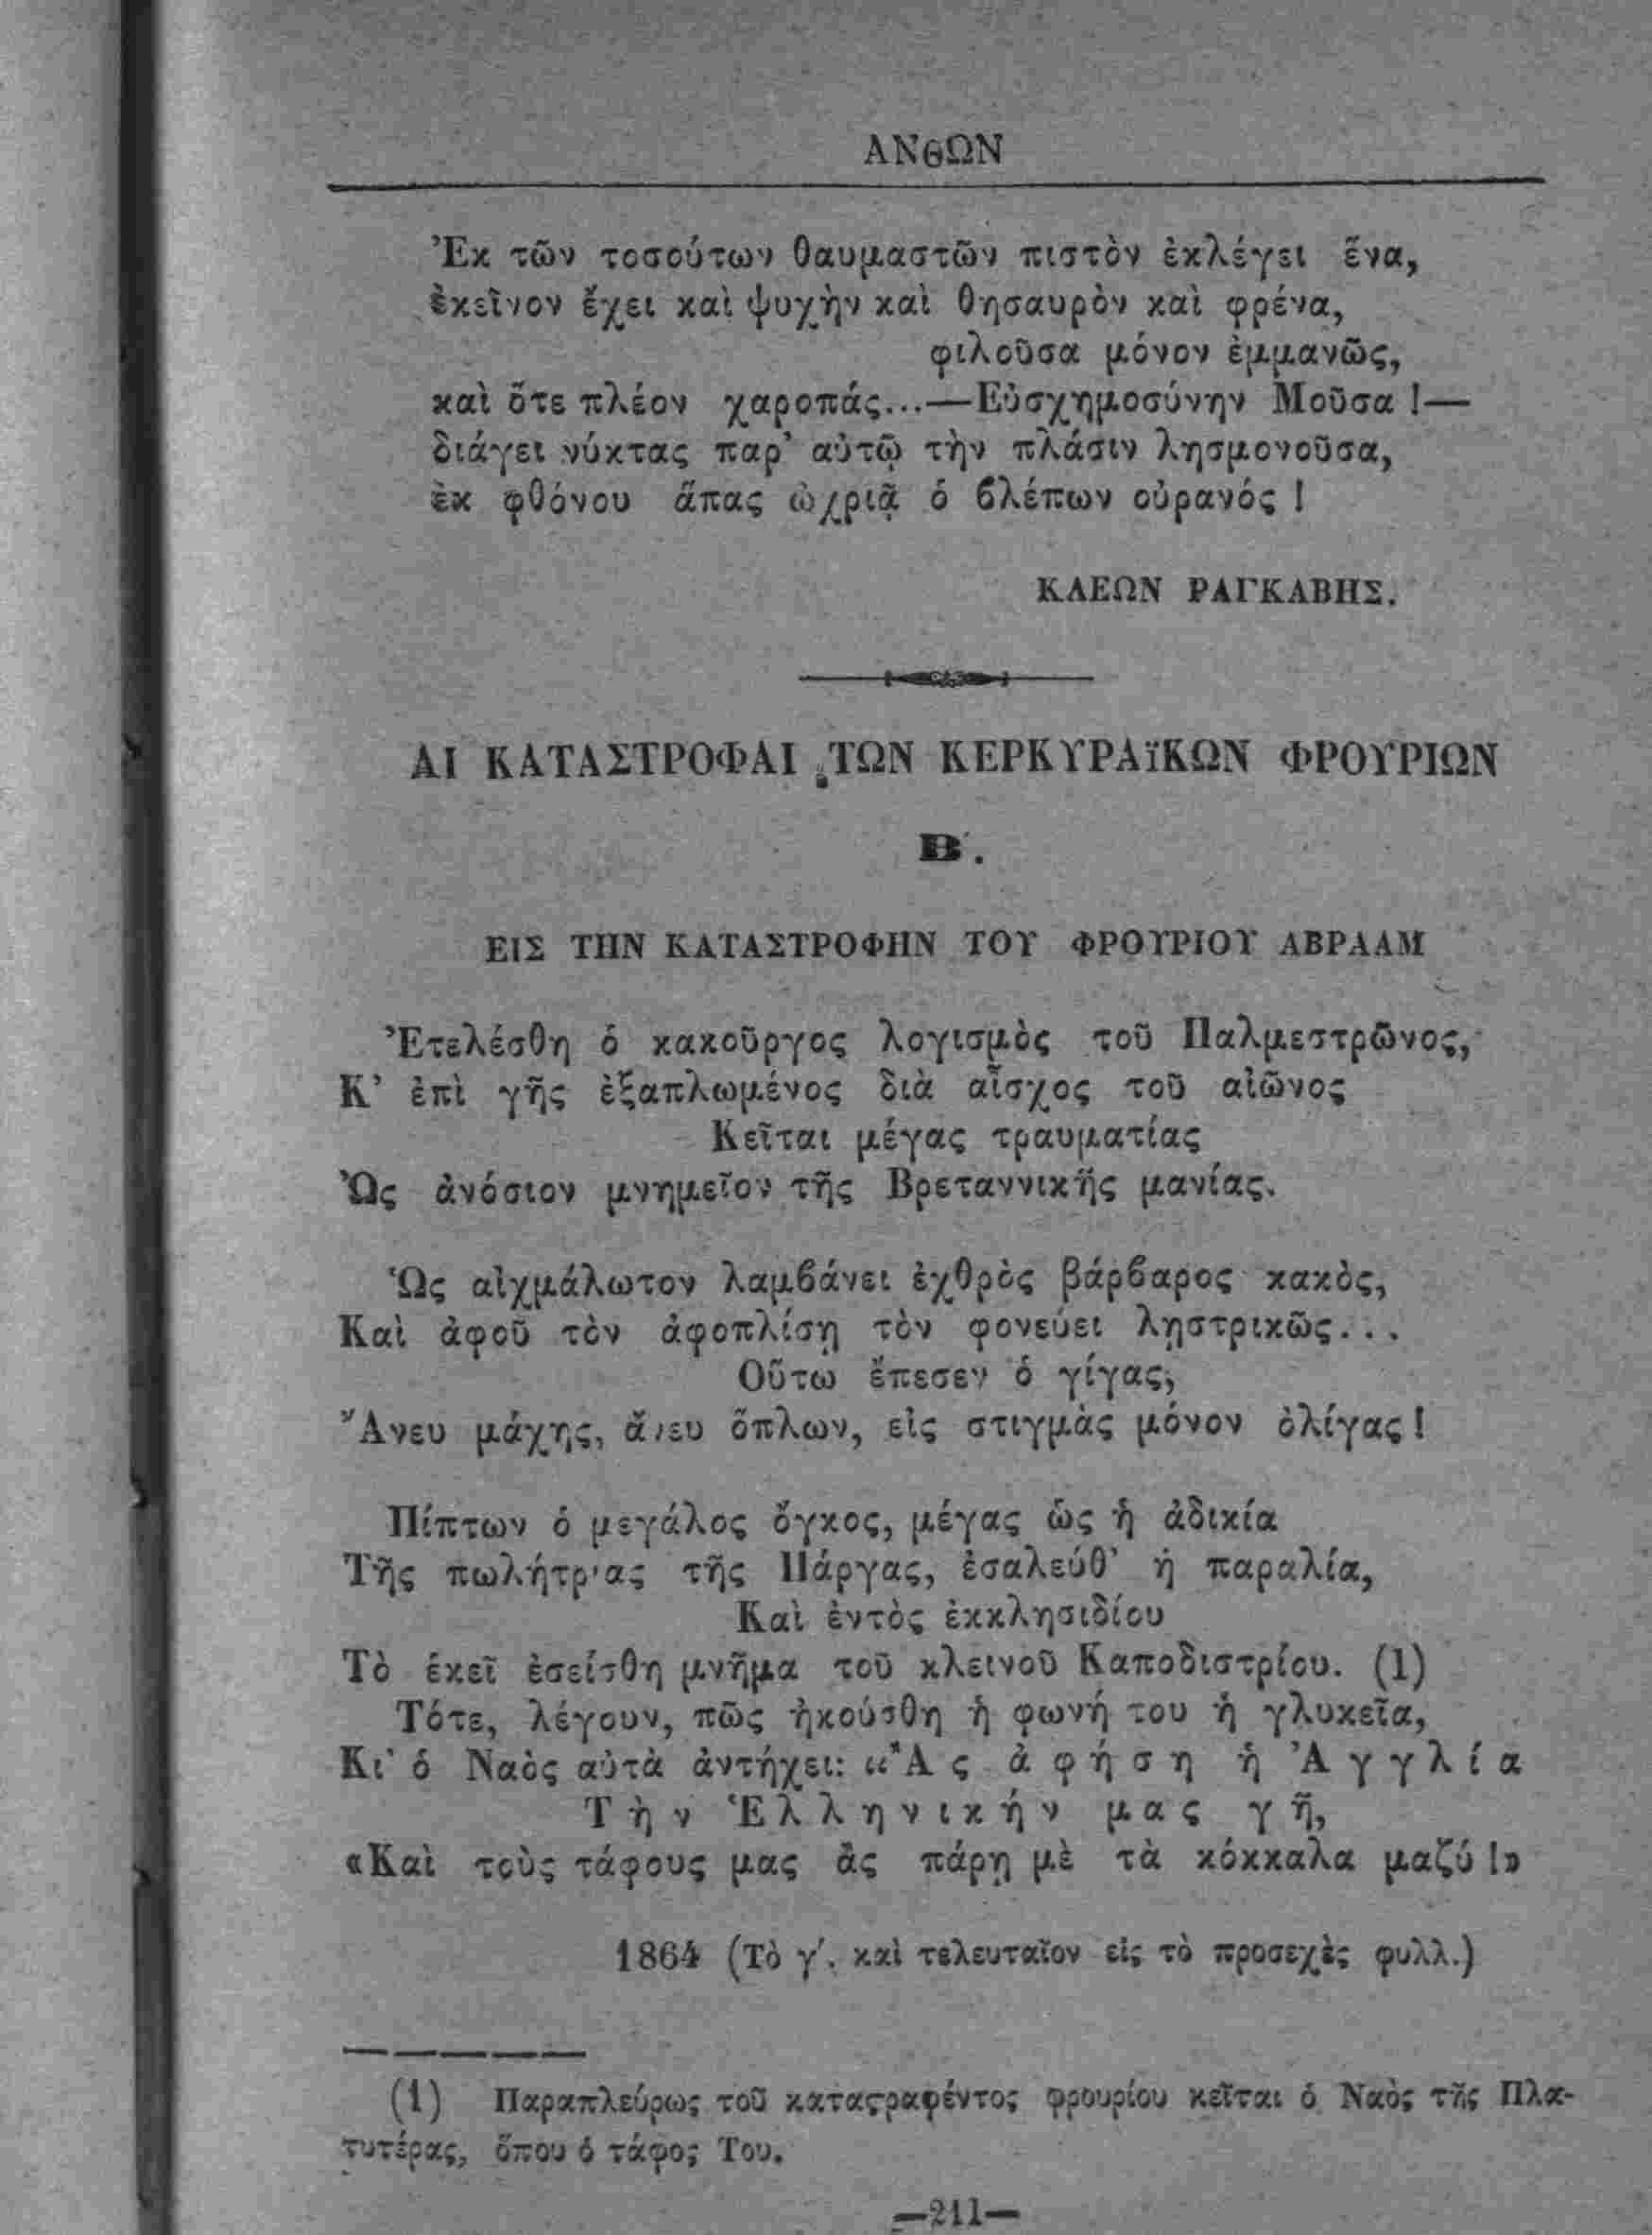 ΑΝΘΩΝ
Ἐκ τῶν τοσούτων θαυμαστῶν πιστὸν ἐκλέγει ἕνα,
ἐκεῖνον ἔχει καὶ ψυχὴν καὶ θησαυρὸν καὶ φρένα,
φιλοῦσα μόνον ἐμμανῶς,
καὶ ὅτε πλέον χαροπάς...—Εὐσχημοσύνην Μοῦσα !—
διάγει νύκτας παρ’ αὐτῷ τὴν πλάσιν λησμονοῦσα,
ἐκ φθόνου ἅπας ὠχριᾷ ὁ ϐλέπων οὐρανός !
ΚΛΕΩΝ ΡΑΓΚΑΒΗΣ.
ΑΙ ΚΑΤΑΣΤΡΟΦΑΙ ΤΩΝ ΚΕΡΚΥΡΑϊΚΩΝ ΦΡΟΥΡΙΩΝ
Β΄.
ΕΙΣ ΤΗΝ ΚΑΤΑΣΤΡΟΦΗΝ ΤΟΥ ΦΡΟΥΡΙΟΥ ΑΒΡΑΑΜ
Ἐτελέσθη ὁ κακοῦργος λογισμὸς τοῦ Παλμεστρῶνος,
Κ’ ἐπὶ γῆς ἐξαπλωμένος διὰ αἶσχος τοῦ αἰῶνος
Κεῖται μέγας τραυματίας
Ὡς ἀνόσιον μνημεῖον τῆς Βρεταννικῆς μανίας.
Ὡς αἰχμάλωτον λαμϐάνει ἐχθρὸς βάρϐαρος κακὸς,
Καὶ ἀφοῦ τὸν ἀφοπλίσῃ τὸν φονεύει λῃστρικῶς...
Οὕτω ἔπεσεν ὁ γίγας,
Ἄνευ μάχης, ἄνευ ὅπλων, εἰς στιγμὰς μόνον ὀλίγας !
Πίπτων ὁ μεγάλος ὄγκος, μέγας ὡς ἡ ἀδικία
Τῆς πωλήτριας τῆς Πάργας, ἐσαλεύθ’ ἡ παραλία,
Καὶ ἐντὸς ἐκκλησιδίου
Τὸ ἐκεῖ ἐσείσθη μνῆμα τοῦ κλεινοῦ Καποδιστρίου. (1)
Τότε, λέγουν, πῶς ἠκούσθη ἡ φωνή του ἡ γλυκεῖα,
Κι’ ὁ Ναὸς αὐτὰ ἀντήχει: «Ἂς ἀφήσῃ ἡ Ἀγγλία
Τὴν Ἑλληνικήν μας γῆ,
«Καὶ τοὺς τάφους μας ἂς πάρῃ μὲ τὰ κόκκαλα μαζύ !»
1864 (Τὸ γ΄. καὶ τελευταῖον εἰς τὸ προσεχὲς φυλλ.)
(1) Παραπλεύρως τοῦ καταϛραφέντος φρουρίου κεῖται ὁ Ναὸς τῆς Πλα-
τυτέρας, ὅπου ὁ τάφος Του.
—211—